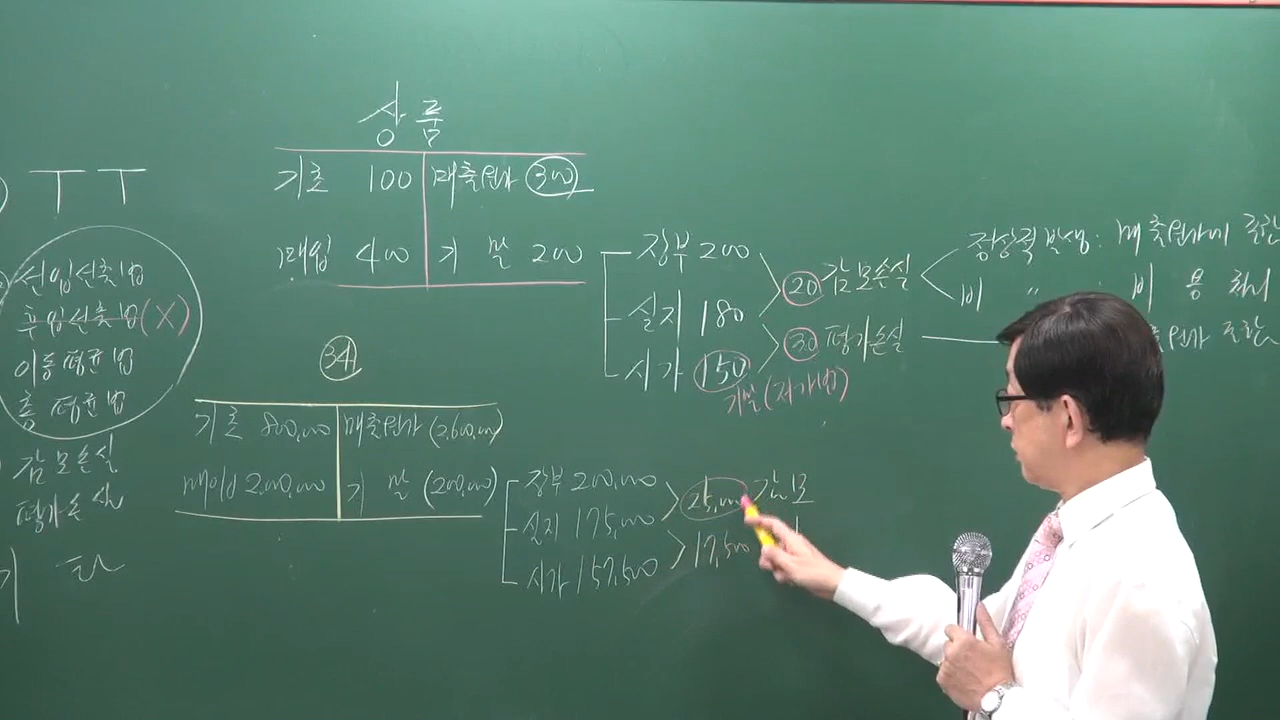 상품
기초 100 매출원가 300
매입 400 기말 200
TT
선입선출법
후입선출법(X)
이동평균법
총평균법
감모손실
평가손실
기타
장부 200
실지 180
시가 150
20 감모손실
30 평가손실
기말(저가법)
정상적발생: 매출원가에 포함
비 〃 : 비용처리
매출원가 포함
34
기초 800,000 매출원가 (2,600,000)
매입 2,000,000 기말 (200,000)
장부 200,000
실지 175,000
시가 157,500
25,000 감모
17,500